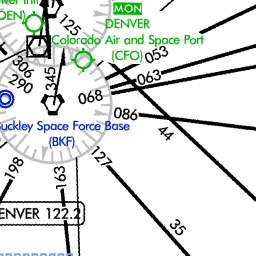 MON
DENVER
125
(DEN)
Colorado Air and Space Port
(CFO)
053
063
068
086
306
290
345
44
Buckley Space Force Base
(BKF)
127
198
163
35
DENVER 122.2